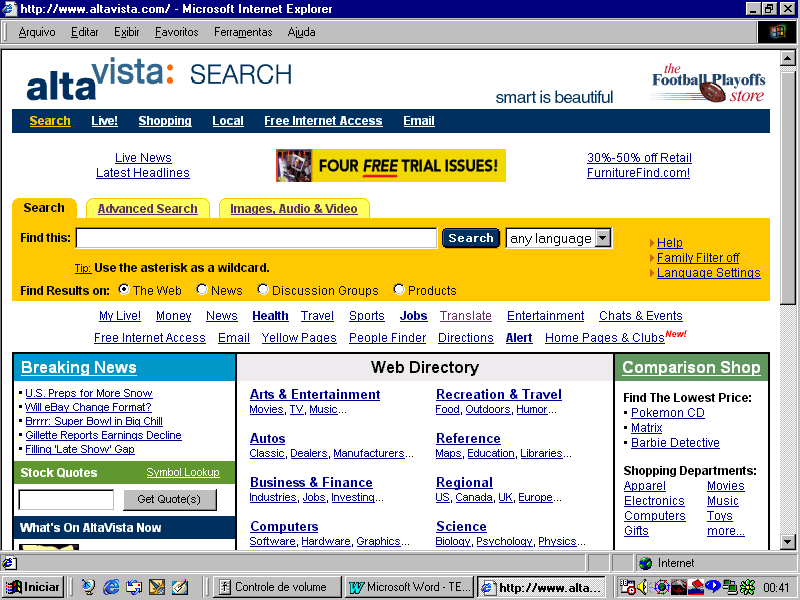 http://www.altavista.com/ - Microsoft Internet Explorer
Arquivo Editar Exibir Favoritos Ferramentas Ajuda
altavista: SEARCH
smart is beautiful
the
Football Playoffs
store
Search Live! Shopping Local Free Internet Access Email
Live News
Latest Headlines
FOUR FREE TRIAL ISSUES!
30%-50% off Retail
FurnitureFind.com!
Search Advanced Search Images, Audio & Video
Find this: Search any language
Help
Family Filter off
Language Settings
Tip: Use the asterisk as a wildcard.
Find Results on: The Web News Discussion Groups Products
My Live! Money News Health Travel Sports Jobs Translate Entertainment Chats & Events
Free Internet Access Email Yellow Pages People Finder Directions Alert Home Pages & Clubs New!
Breaking News
• U.S. Preps for More Snow
• Will eBay Change Format?
• Brrrr: Super Bowl in Big Chill
• Gillette Reports Earnings Decline
• Filling 'Late Show' Gap
Stock Quotes Symbol Lookup
Get Quote(s)
What's On AltaVista Now
Web Directory
Arts & Entertainment
Movies, TV, Music...
Recreation & Travel
Food, Outdoors, Humor...
Autos
Classic, Dealers, Manufacturers...
Reference
Maps, Education, Libraries...
Business & Finance
Industries, Jobs, Investing...
Regional
US, Canada, UK, Europe...
Computers
Software, Hardware, Graphics...
Science
Biology, Psychology, Physics...
Comparison Shop
Find The Lowest Price:
• Pokemon CD
• Matrix
• Barbie Detective
Shopping Departments:
Apparel Movies
Electronics Music
Computers Toys
Gifts more...
Internet
Iniciar Controle de volume Microsoft Word - TE... http://www.alta... 00:41